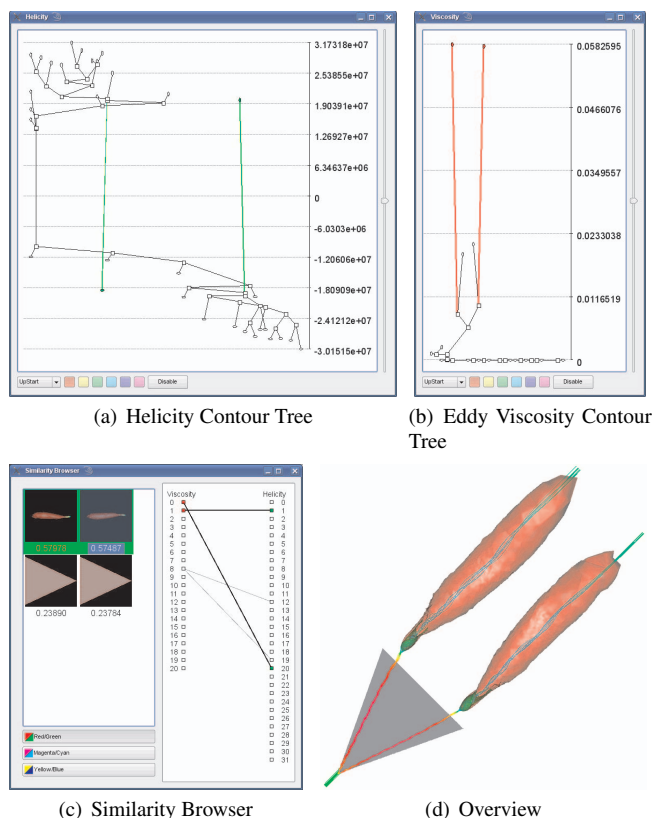 Helicity
3.17318e+07
2.53855e+07
1.90391e+07
1.26927e+07
6.34637e+06
0
-6.0303e+06
-1.20606e+07
-1.80909e+07
-2.41212e+07
-3.01515e+07
UpStart
Disable
(a) Helicity Contour Tree
Viscosity
0.0582595
0.0466076
0.0349557
0.0233038
0.0116519
0
UpStart
Disable
(b) Eddy Viscosity Contour
Tree
Similarity Browser
0.57978 0.57487
0.23890 0.23784
Red/Green
Magenta/Cyan
Yellow/Blue
Viscosity Helicity
0 0
1 1
2 2
3 3
4 4
5 5
6 6
7 7
8 8
9 9
10 10
11 11
12 12
13 13
14 14
15 15
16 16
17 17
18 18
19 19
20 20
21
22
23
24
25
26
27
28
29
30
31
(c) Similarity Browser
(d) Overview